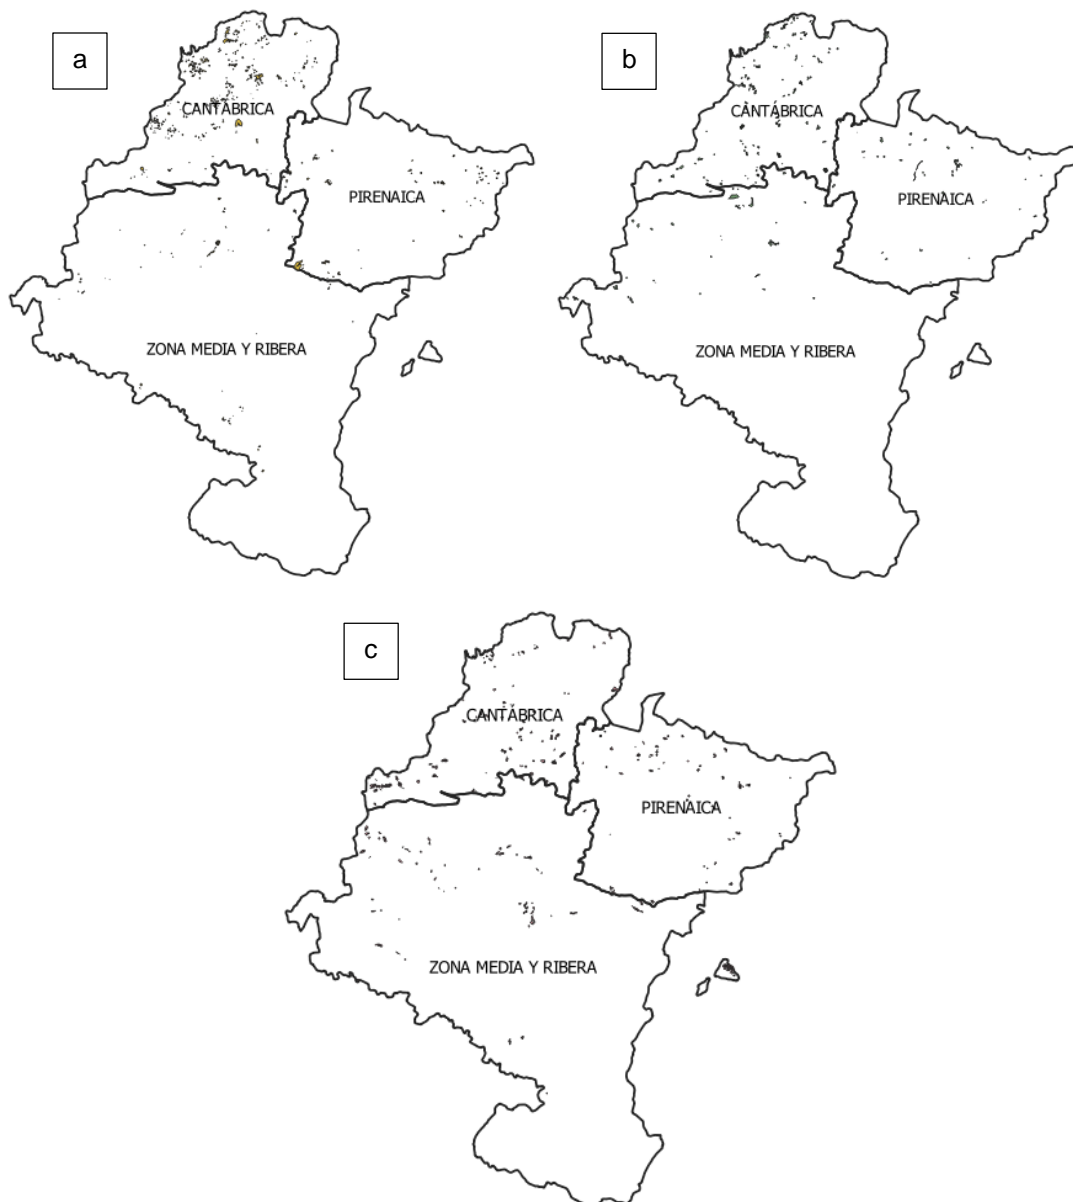 a
CANTÁBRICA
PIRENAICA
ZONA MEDIA Y RIBERA
b
CANTÁBRICA
PIRENAICA
ZONA MEDIA Y RIBERA
c
CANTÁBRICA
PIRENAICA
ZONA MEDIA Y RIBERA